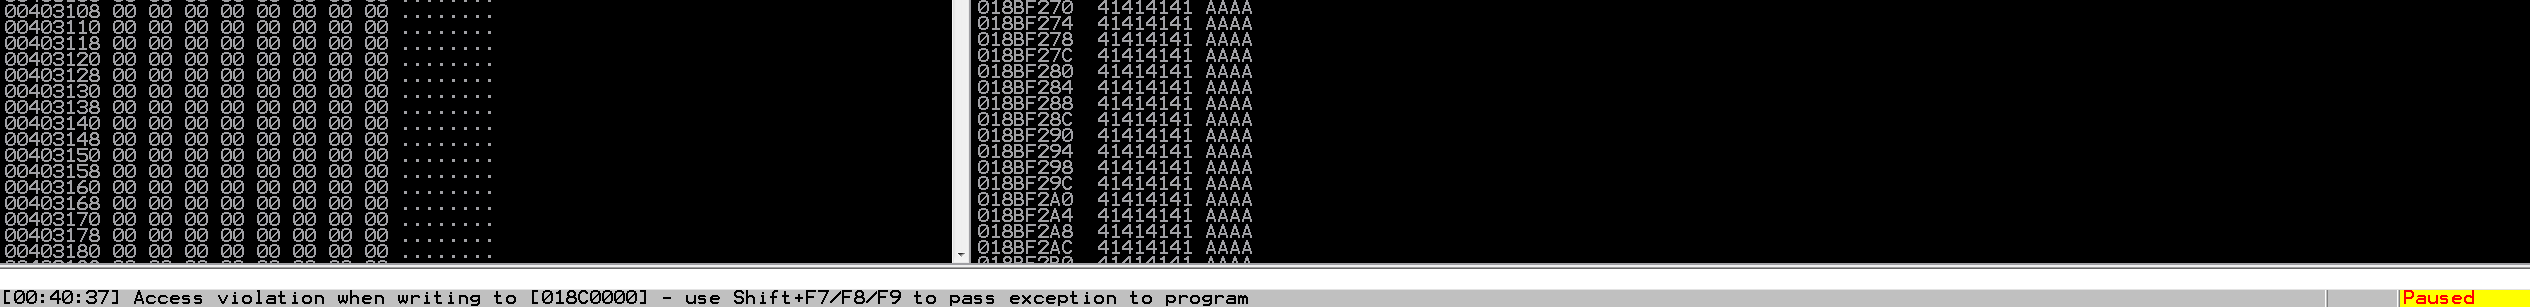 00403108 00 00 00 00 00 00 00 00 ........
00403110 00 00 00 00 00 00 00 00 ........
00403118 00 00 00 00 00 00 00 00 ........
00403120 00 00 00 00 00 00 00 00 ........
00403128 00 00 00 00 00 00 00 00 ........
00403130 00 00 00 00 00 00 00 00 ........
00403138 00 00 00 00 00 00 00 00 ........
00403140 00 00 00 00 00 00 00 00 ........
00403148 00 00 00 00 00 00 00 00 ........
00403150 00 00 00 00 00 00 00 00 ........
00403158 00 00 00 00 00 00 00 00 ........
00403160 00 00 00 00 00 00 00 00 ........
00403168 00 00 00 00 00 00 00 00 ........
00403170 00 00 00 00 00 00 00 00 ........
00403178 00 00 00 00 00 00 00 00 ........
00403180 00 00 00 00 00 00 00 00 ........
018BF270 41414141 AAAA
018BF274 41414141 AAAA
018BF278 41414141 AAAA
018BF27C 41414141 AAAA
018BF280 41414141 AAAA
018BF284 41414141 AAAA
018BF288 41414141 AAAA
018BF28C 41414141 AAAA
018BF290 41414141 AAAA
018BF294 41414141 AAAA
018BF298 41414141 AAAA
018BF29C 41414141 AAAA
018BF2A0 41414141 AAAA
018BF2A4 41414141 AAAA
018BF2A8 41414141 AAAA
018BF2AC 41414141 AAAA
018BF2B0 41414141 AAAA
[00:40:37] Access violation when writing to [018C0000] - use Shift+F7/F8/F9 to pass exception to program
Paused